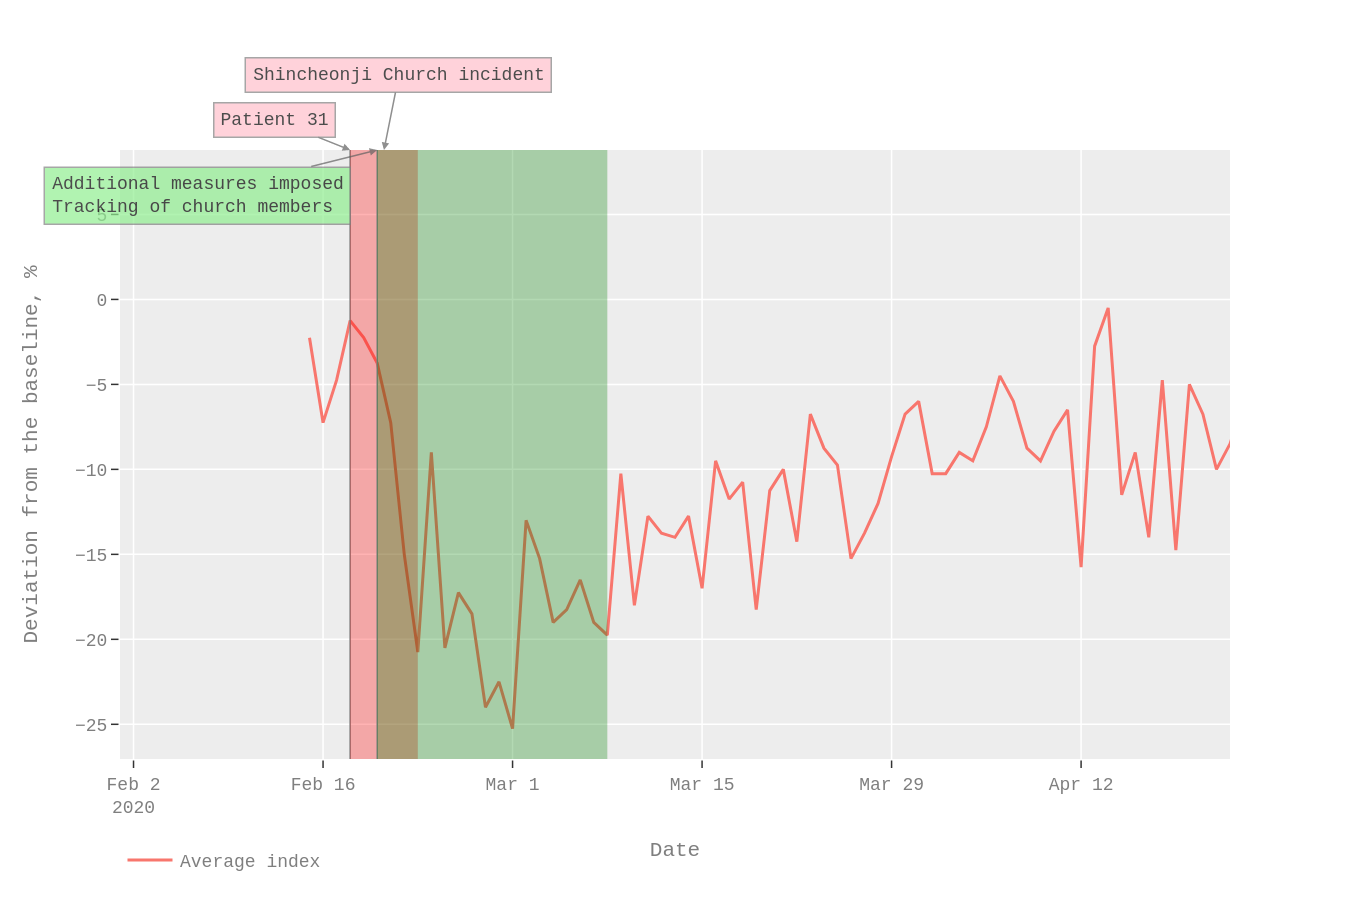 Shincheonji Church incident
Patient 31
Additional measures imposed
Tracking of church members
5
0
−5
−10
−15
−20
−25
Deviation from the baseline, %
Feb 2
2020
Feb 16
Mar 1
Mar 15
Mar 29
Apr 12
Date
Average index